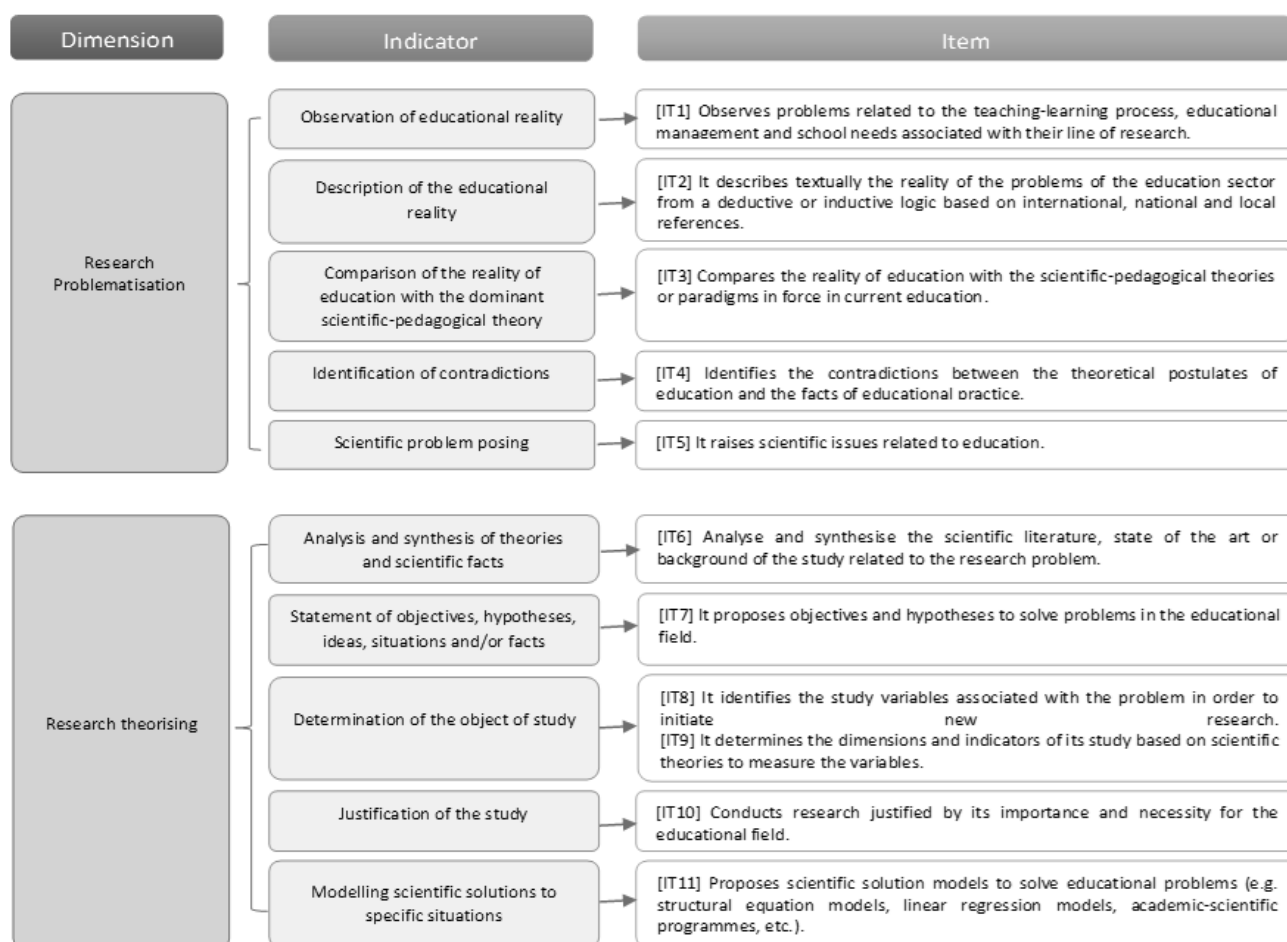 Dimension
Indicator
Item
Research
Problematisation
Observation of educational reality
[IT1] Observes problems related to the teaching-learning process, educational
management and school needs associated with their line of research.
Description of the educational
reality
[IT2] It describes textually the reality of the problems of the education sector
from a deductive or inductive logic based on international, national and local
references.
Comparison of the reality of
education with the dominant
scientific-pedagogical theory
[IT3] Compares the reality of education with the scientific-pedagogical theories
or paradigms in force in current education.
Identification of contradictions
[IT4] Identifies the contradictions between the theoretical postulates of
education and the facts of educational practice.
Scientific problem posing
[IT5] It raises scientific issues related to education.
Research theorising
Analysis and synthesis of theories
and scientific facts
[IT6] Analyse and synthesise the scientific literature, state of the art or
background of the study related to the research problem.
Statement of objectives, hypotheses,
ideas, situations and/or facts
[IT7] It proposes objectives and hypotheses to solve problems in the educational
field.
Determination of the object of study
[IT8] It identifies the study variables associated with the problem in order to
initiate new research.
[IT9] It determines the dimensions and indicators of its study based on scientific
theories to measure the variables.
Justification of the study
[IT10] Conducts research justified by its importance and necessity for the
educational field.
Modelling scientific solutions to
specific situations
[IT11] Proposes scientific solution models to solve educational problems (e.g.
structural equation models, linear regression models, academic-scientific
programmes, etc.).